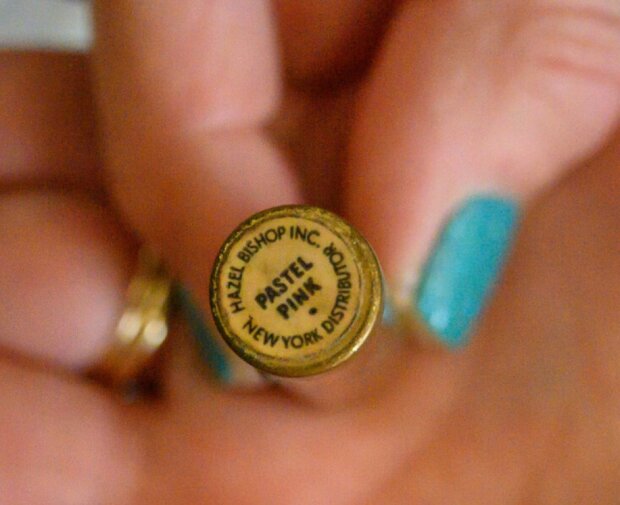 HAZEL BISHOP INC.
PASTEL
PINK
NEW YORK DISTRIBUTOR